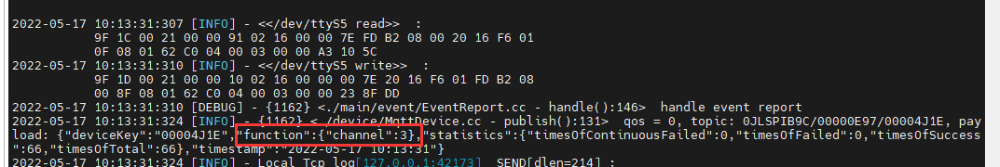 2022-05-17 10:13:31:307 [INFO] - <</dev/ttyS5 read>>  :
9F 1C 00 21 00 00 91 02 16 00 00 7E FD B2 08 00 20 16 F6 01
0F 08 01 62 C0 04 00 03 00 00 A3 10 5C
2022-05-17 10:13:31:310 [INFO] - <</dev/ttyS5 write>>  :
9F 1D 00 21 00 00 10 02 16 00 00 00 7E 20 16 F6 01 FD B2 08
00 8F 08 01 62 C0 04 00 03 00 00 23 8F DD
2022-05-17 10:13:31:310 [DEBUG] - {1162} <./main/event/EventReport.cc - handle():146>  handle event report
2022-05-17 10:13:31:324 [INFO] - {1162} <./device/MqttDevice.cc - publish():131>  qos = 0, topic: 0JLSPIB9C/00000E97/00004J1E, pay
load: {"deviceKey":"00004J1E","function":{"channel":3},"statistics":{"timesOfContinuousFailed":0,"timesOfFailed":0,"timesOfSuccess
":66,"timesOfTotal":66},"timestamp":"2022-05-17 10:13:31"}
2022-05-17 10:13:31:324 [INFO] - Local Tcp log[127.0.0.1:42173]  SEND[dlen=214] :